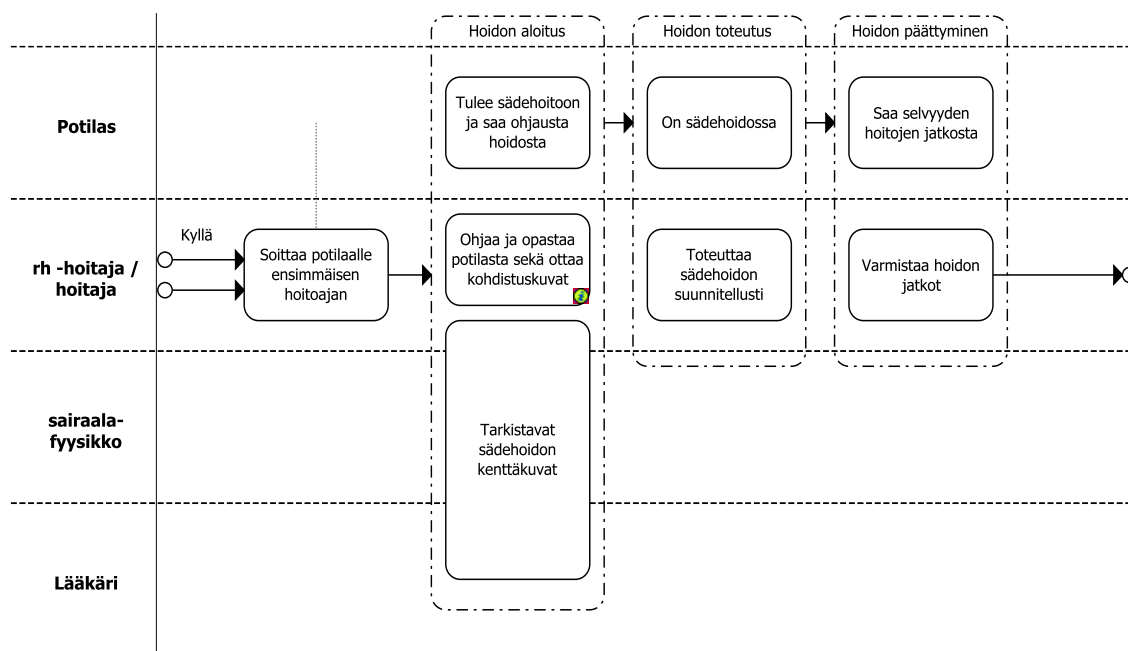 Hoidon aloitus
Hoidon toteutus
Hoidon päättyminen
Potilas
Tulee sädehoitoon
ja saa ohjausta
hoidosta
On sädehoidossa
Saa selvyyden
hoitojen jatkosta
rh -hoitaja /
hoitaja
Kyllä
Soittaa potilaalle
ensimmäisen
hoitoajan
Ohjaa ja opastaa
potilasta sekä ottaa
kohdistuskuvat
Toteuttaa
sädehoidon
suunnitellusti
Varmistaa hoidon
jatkot
sairaala-
fyysikko
Tarkistavat
sädehoidon
kenttäkuvat
Lääkäri